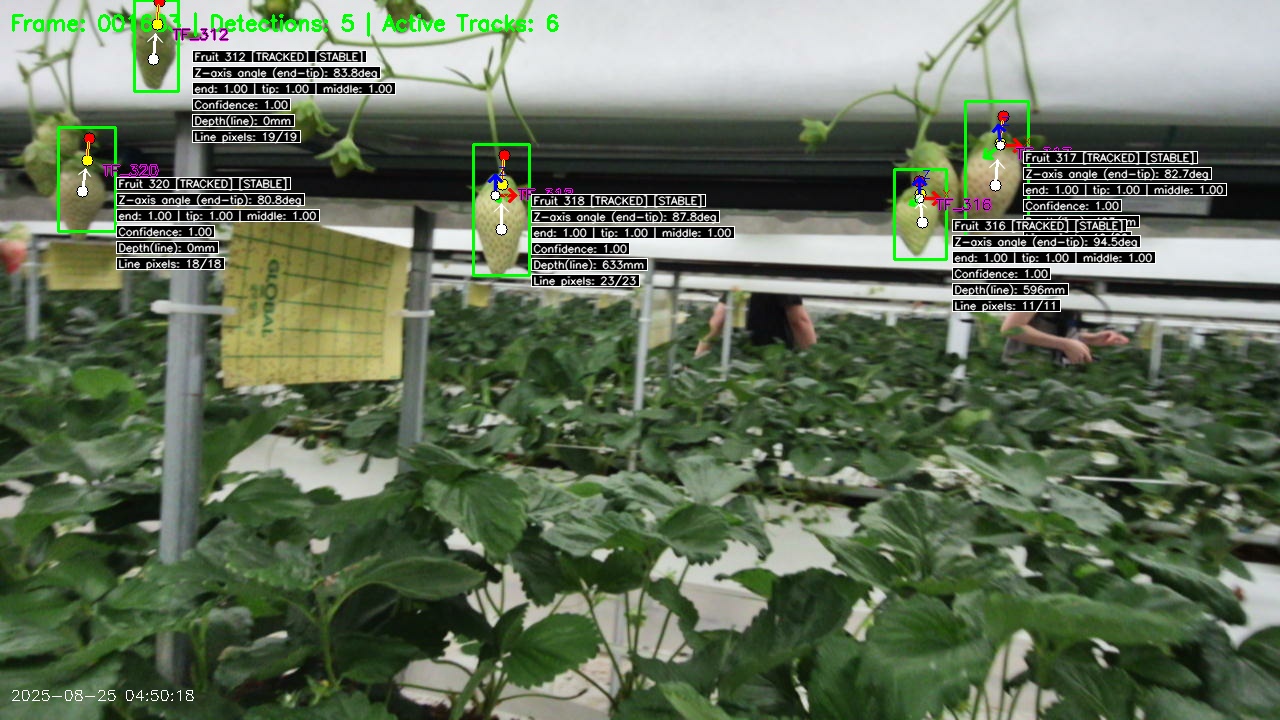 Frame: 001603 | Detections: 5 | Active Tracks: 6
TF_312
Fruit 312 [TRACKED] [STABLE]
Z-axis angle (end-tip): 83.8deg
end: 1.00 | tip: 1.00 | middle: 1.00
Confidence: 1.00
Depth(line): 0mm
Line pixels: 19/19
TF_320
Fruit 320 [TRACKED] [STABLE]
Z-axis angle (end-tip): 80.8deg
end: 1.00 | tip: 1.00 | middle: 1.00
Confidence: 1.00
Depth(line): 0mm
Line pixels: 18/18
TF_318
Fruit 318 [TRACKED] [STABLE]
Z-axis angle (end-tip): 87.8deg
end: 1.00 | tip: 1.00 | middle: 1.00
Confidence: 1.00
Depth(line): 633mm
Line pixels: 23/23
Fruit 317 [TRACKED] [STABLE]
Z-axis angle (end-tip): 82.7deg
end: 1.00 | tip: 1.00 | middle: 1.00
TF_316
Fruit 316 [TRACKED] [STABLE]
Z-axis angle (end-tip): 94.5deg
end: 1.00 | tip: 1.00 | middle: 1.00
Confidence: 1.00
Depth(line): 596mm
Line pixels: 11/11
GLOBAL
2025-08-25 04:50:18